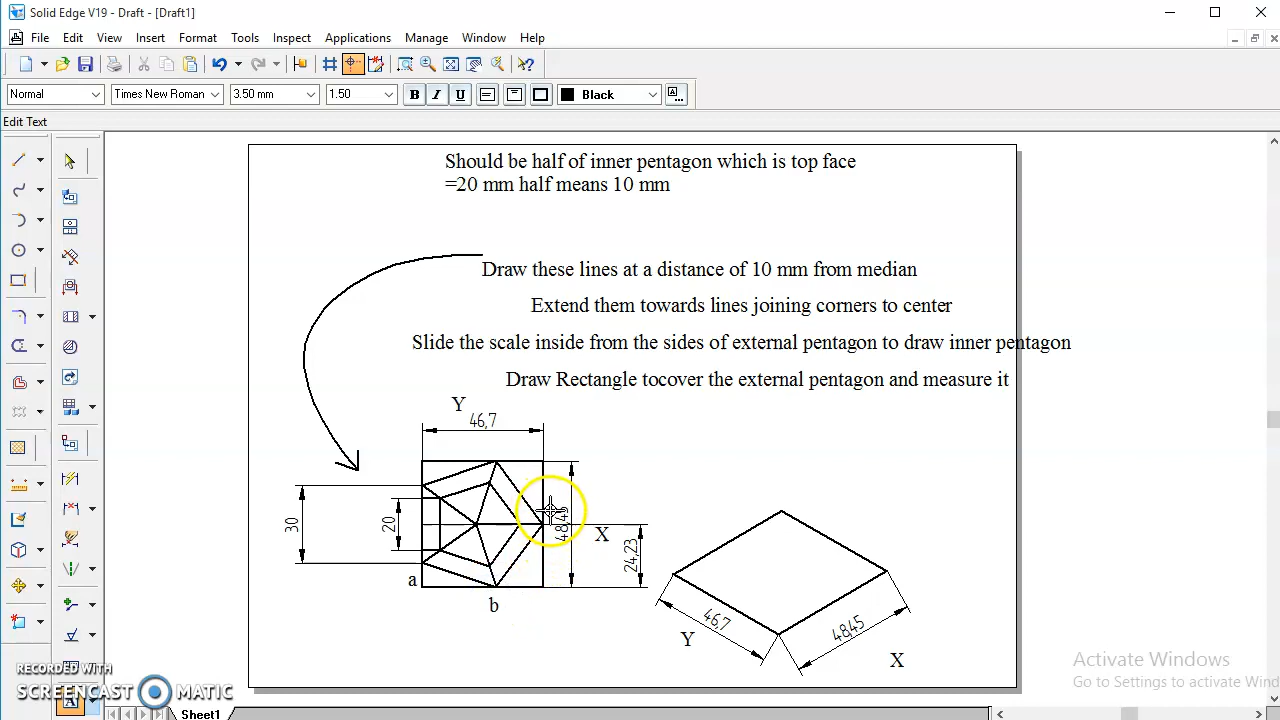 Solid Edge V19 - Draft - [Draft1]
File Edit View Insert Format Tools Inspect Applications Manage Window Help
Normal Times New Roman 3.50 mm 1.50 B I U Black
Edit Text
Should be half of inner pentagon which is top face
=20 mm half means 10 mm
Draw these lines at a distance of 10 mm from median
Extend them towards lines joining corners to center
Slide the scale inside from the sides of external pentagon to draw inner pentagon
Draw Rectangle tocover the external pentagon and measure it
Y
46,7
30
20
48,45
X
24,23
a
b
46,7
Y
48,45
X
Activate Windows
Go to Settings to activate Wind
RECORDED WITH
SCREENCAST MATIC
A
Sheet1